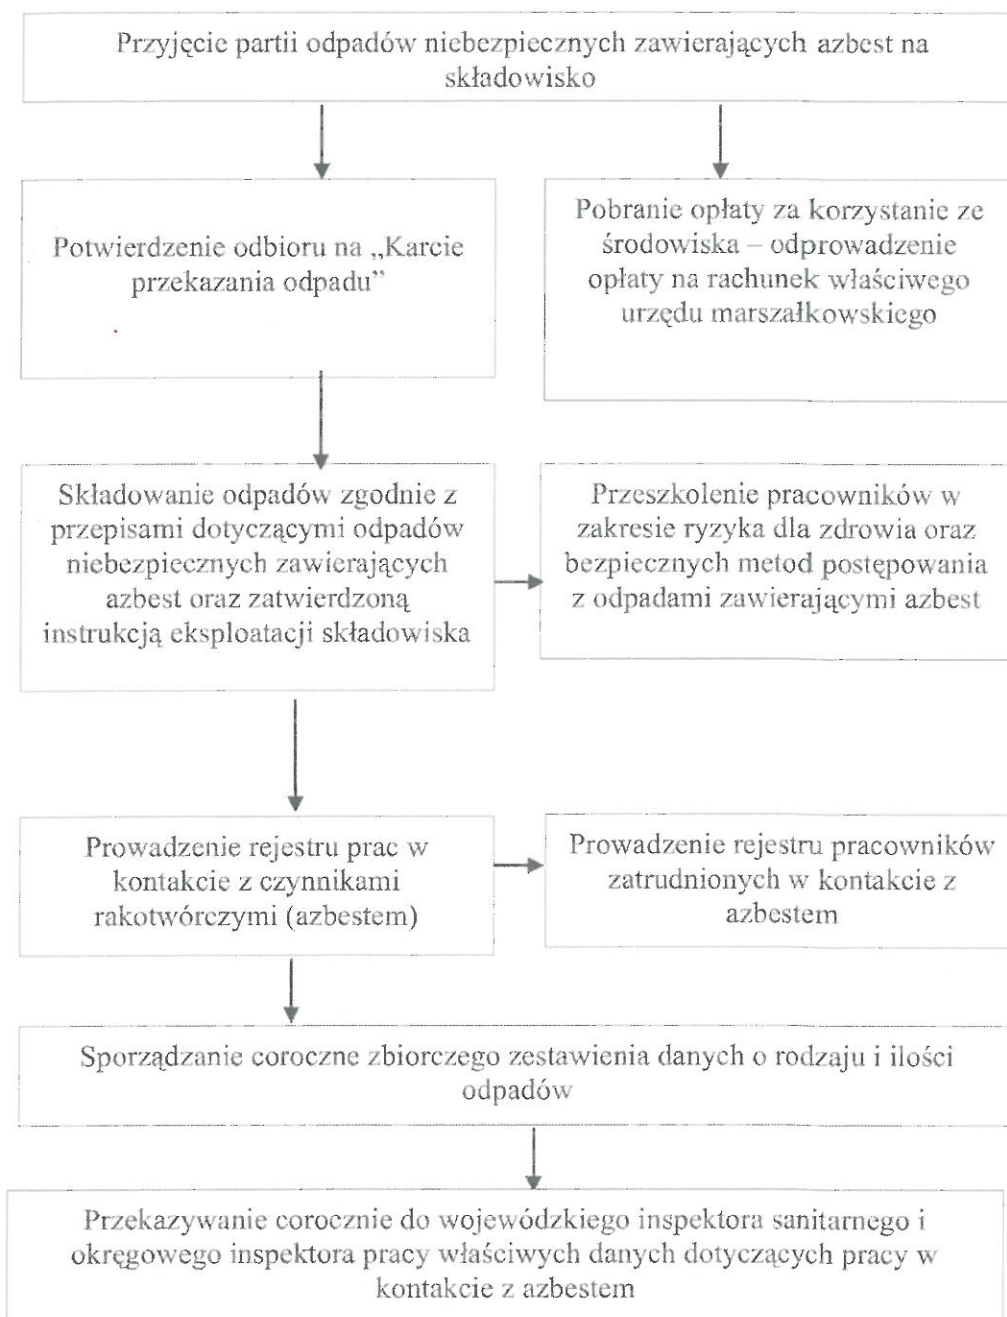 Przyjęcie partii odpadów niebezpiecznych zawierających azbest na
składowisko
Potwierdzenie odbioru na „Karcie
przekazania odpadu”
Pobranie opłaty za korzystanie ze
środowiska – odprowadzenie
opłaty na rachunek właściwego
urzędu marszałkowskiego
Składowanie odpadów zgodnie z
przepisami dotyczącymi odpadów
niebezpiecznych zawierających
azbest oraz zatwierdzoną
instrukcją eksploatacji składowiska
Przeszkolenie pracowników w
zakresie ryzyka dla zdrowia oraz
bezpiecznych metod postępowania
z odpadami zawierającymi azbest
Prowadzenie rejestru prac w
kontakcie z czynnikami
rakotwórczymi (azbestem)
Prowadzenie rejestru pracowników
zatrudnionych w kontakcie z
azbestem
Sporządzanie coroczne zbiorczego zestawienia danych o rodzaju i ilości
odpadów
Przekazywanie corocznie do wojewódzkiego inspektora sanitarnego i
okręgowego inspektora pracy właściwych danych dotyczących pracy w
kontakcie z azbestem